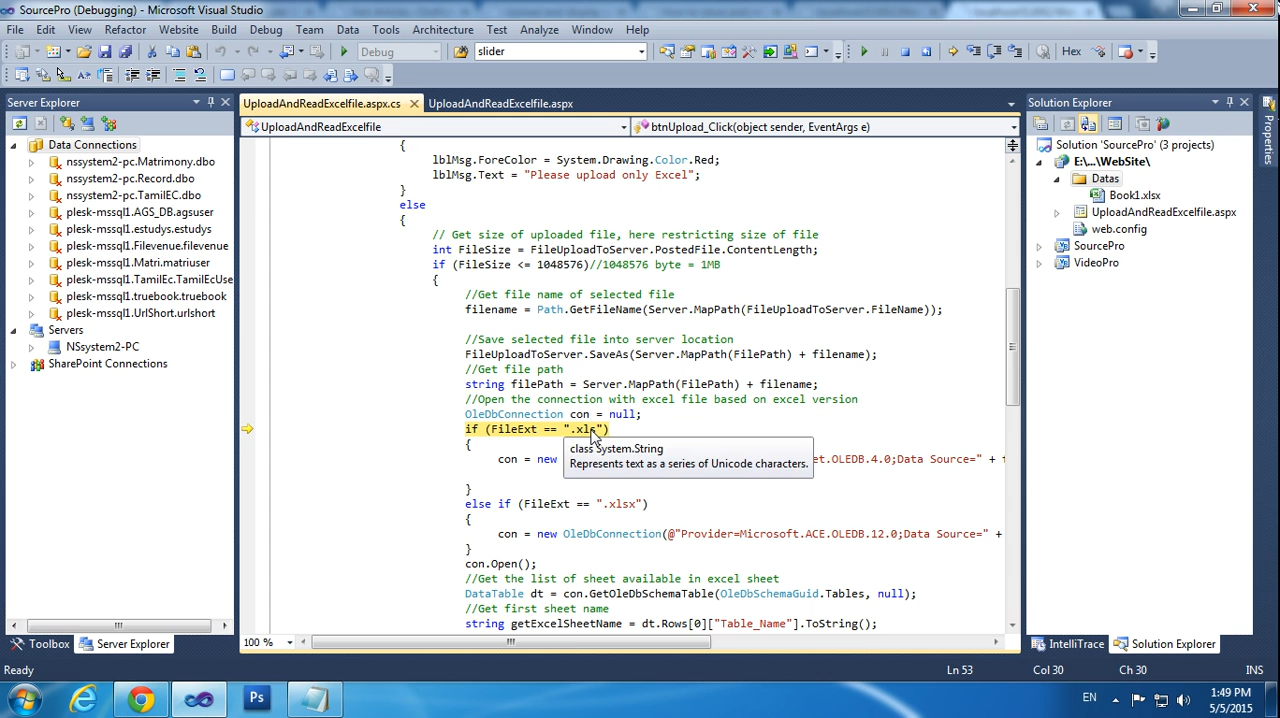 SourcePro (Debugging) - Microsoft Visual Studio
File Edit View Refactor Website Build Debug Team Data Tools Architecture Test Analyze Window Help
Debug slider Hex
Server Explorer
Data Connections
nssystem2-pc.Matrimony.dbo
nssystem2-pc.Record.dbo
nssystem2-pc.TamilEC.dbo
plesk-mssql1.AGS_DB.agsuser
plesk-mssql1.estudys.estudys
plesk-mssql1.Filevenue.filevenue
plesk-mssql1.Matri.matriuser
plesk-mssql1.TamilEc.TamilEcUse
plesk-mssql1.truebook.truebook
plesk-mssql1.UrlShort.urlshort
Servers
NSsystem2-PC
SharePoint Connections
Toolbox Server Explorer
UploadAndReadExcelfile.aspx.cs UploadAndReadExcelfile.aspx
UploadAndReadExcelfile btnUpload_Click(object sender, EventArgs e)
{
lblMsg.ForeColor = System.Drawing.Color.Red;
lblMsg.Text = "Please upload only Excel";
}
else
{
// Get size of uploaded file, here restricting size of file
int FileSize = FileUploadToServer.PostedFile.ContentLength;
if (FileSize <= 1048576)//1048576 byte = 1MB
{
//Get file name of selected file
filename = Path.GetFileName(Server.MapPath(FileUploadToServer.FileName));
//Save selected file into server location
FileUploadToServer.SaveAs(Server.MapPath(FilePath) + filename);
//Get file path
string filePath = Server.MapPath(FilePath) + filename;
//Open the connection with excel file based on excel version
OleDbConnection con = null;
if (FileExt == ".xls")
{
class System.String
Represents text as a series of Unicode characters.
con = new et.OLEDB.4.0;Data Source=" + f
}
else if (FileExt == ".xlsx")
{
con = new OleDbConnection(@"Provider=Microsoft.ACE.OLEDB.12.0;Data Source=" +
}
con.Open();
//Get the list of sheet available in excel sheet
DataTable dt = con.GetOleDbSchemaTable(OleDbSchemaGuid.Tables, null);
//Get first sheet name
string getExcelSheetName = dt.Rows[0]["Table_Name"].ToString();
100 %
Solution Explorer
Solution 'SourcePro' (3 projects)
E:\...\WebSite\
Datas
Book1.xlsx
UploadAndReadExcelfile.aspx
web.config
SourcePro
VideoPro
IntelliTrace Solution Explorer
Properties
Ready Ln 53 Col 30 Ch 30 INS
Ps EN 1:49 PM
5/5/2015